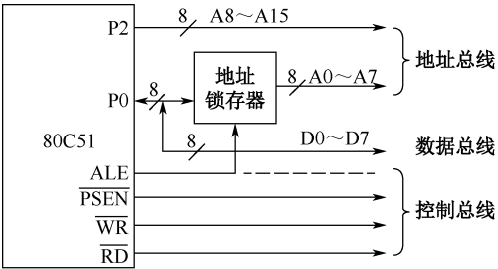 P2 8 A8～A15
地址总线
P0 8 地址锁存器 8 A0～A7
80C51
8 D0～D7 数据总线
ALE
PSEN
控制总线
WR
RD